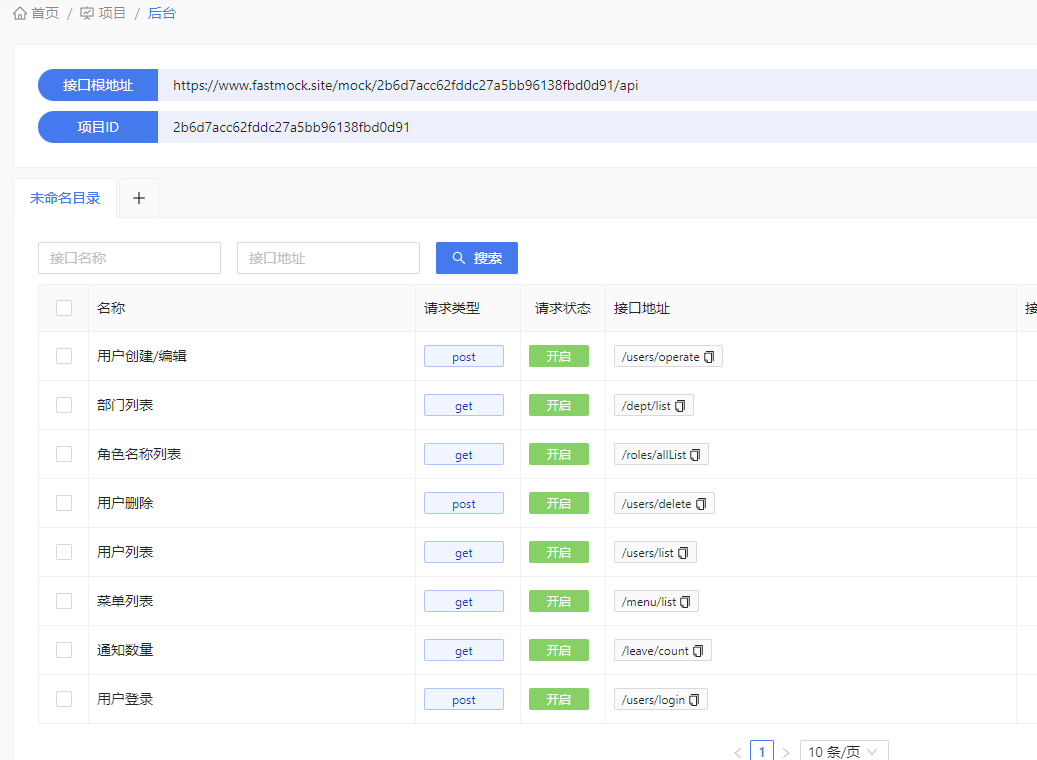 首页 / 项目 / 后台
接口根地址 https://www.fastmock.site/mock/2b6d7acc62fddc27a5bb96138fbd0d91/api
项目ID 2b6d7acc62fddc27a5bb96138fbd0d91
未命名目录 +
接口名称 接口地址 搜索
名称 请求类型 请求状态 接口地址 接
用户创建/编辑 post 开启 /users/operate
部门列表 get 开启 /dept/list
角色名称列表 get 开启 /roles/allList
用户删除 post 开启 /users/delete
用户列表 get 开启 /users/list
菜单列表 get 开启 /menu/list
通知数量 get 开启 /leave/count
用户登录 post 开启 /users/login
< 1 > 10 条/页